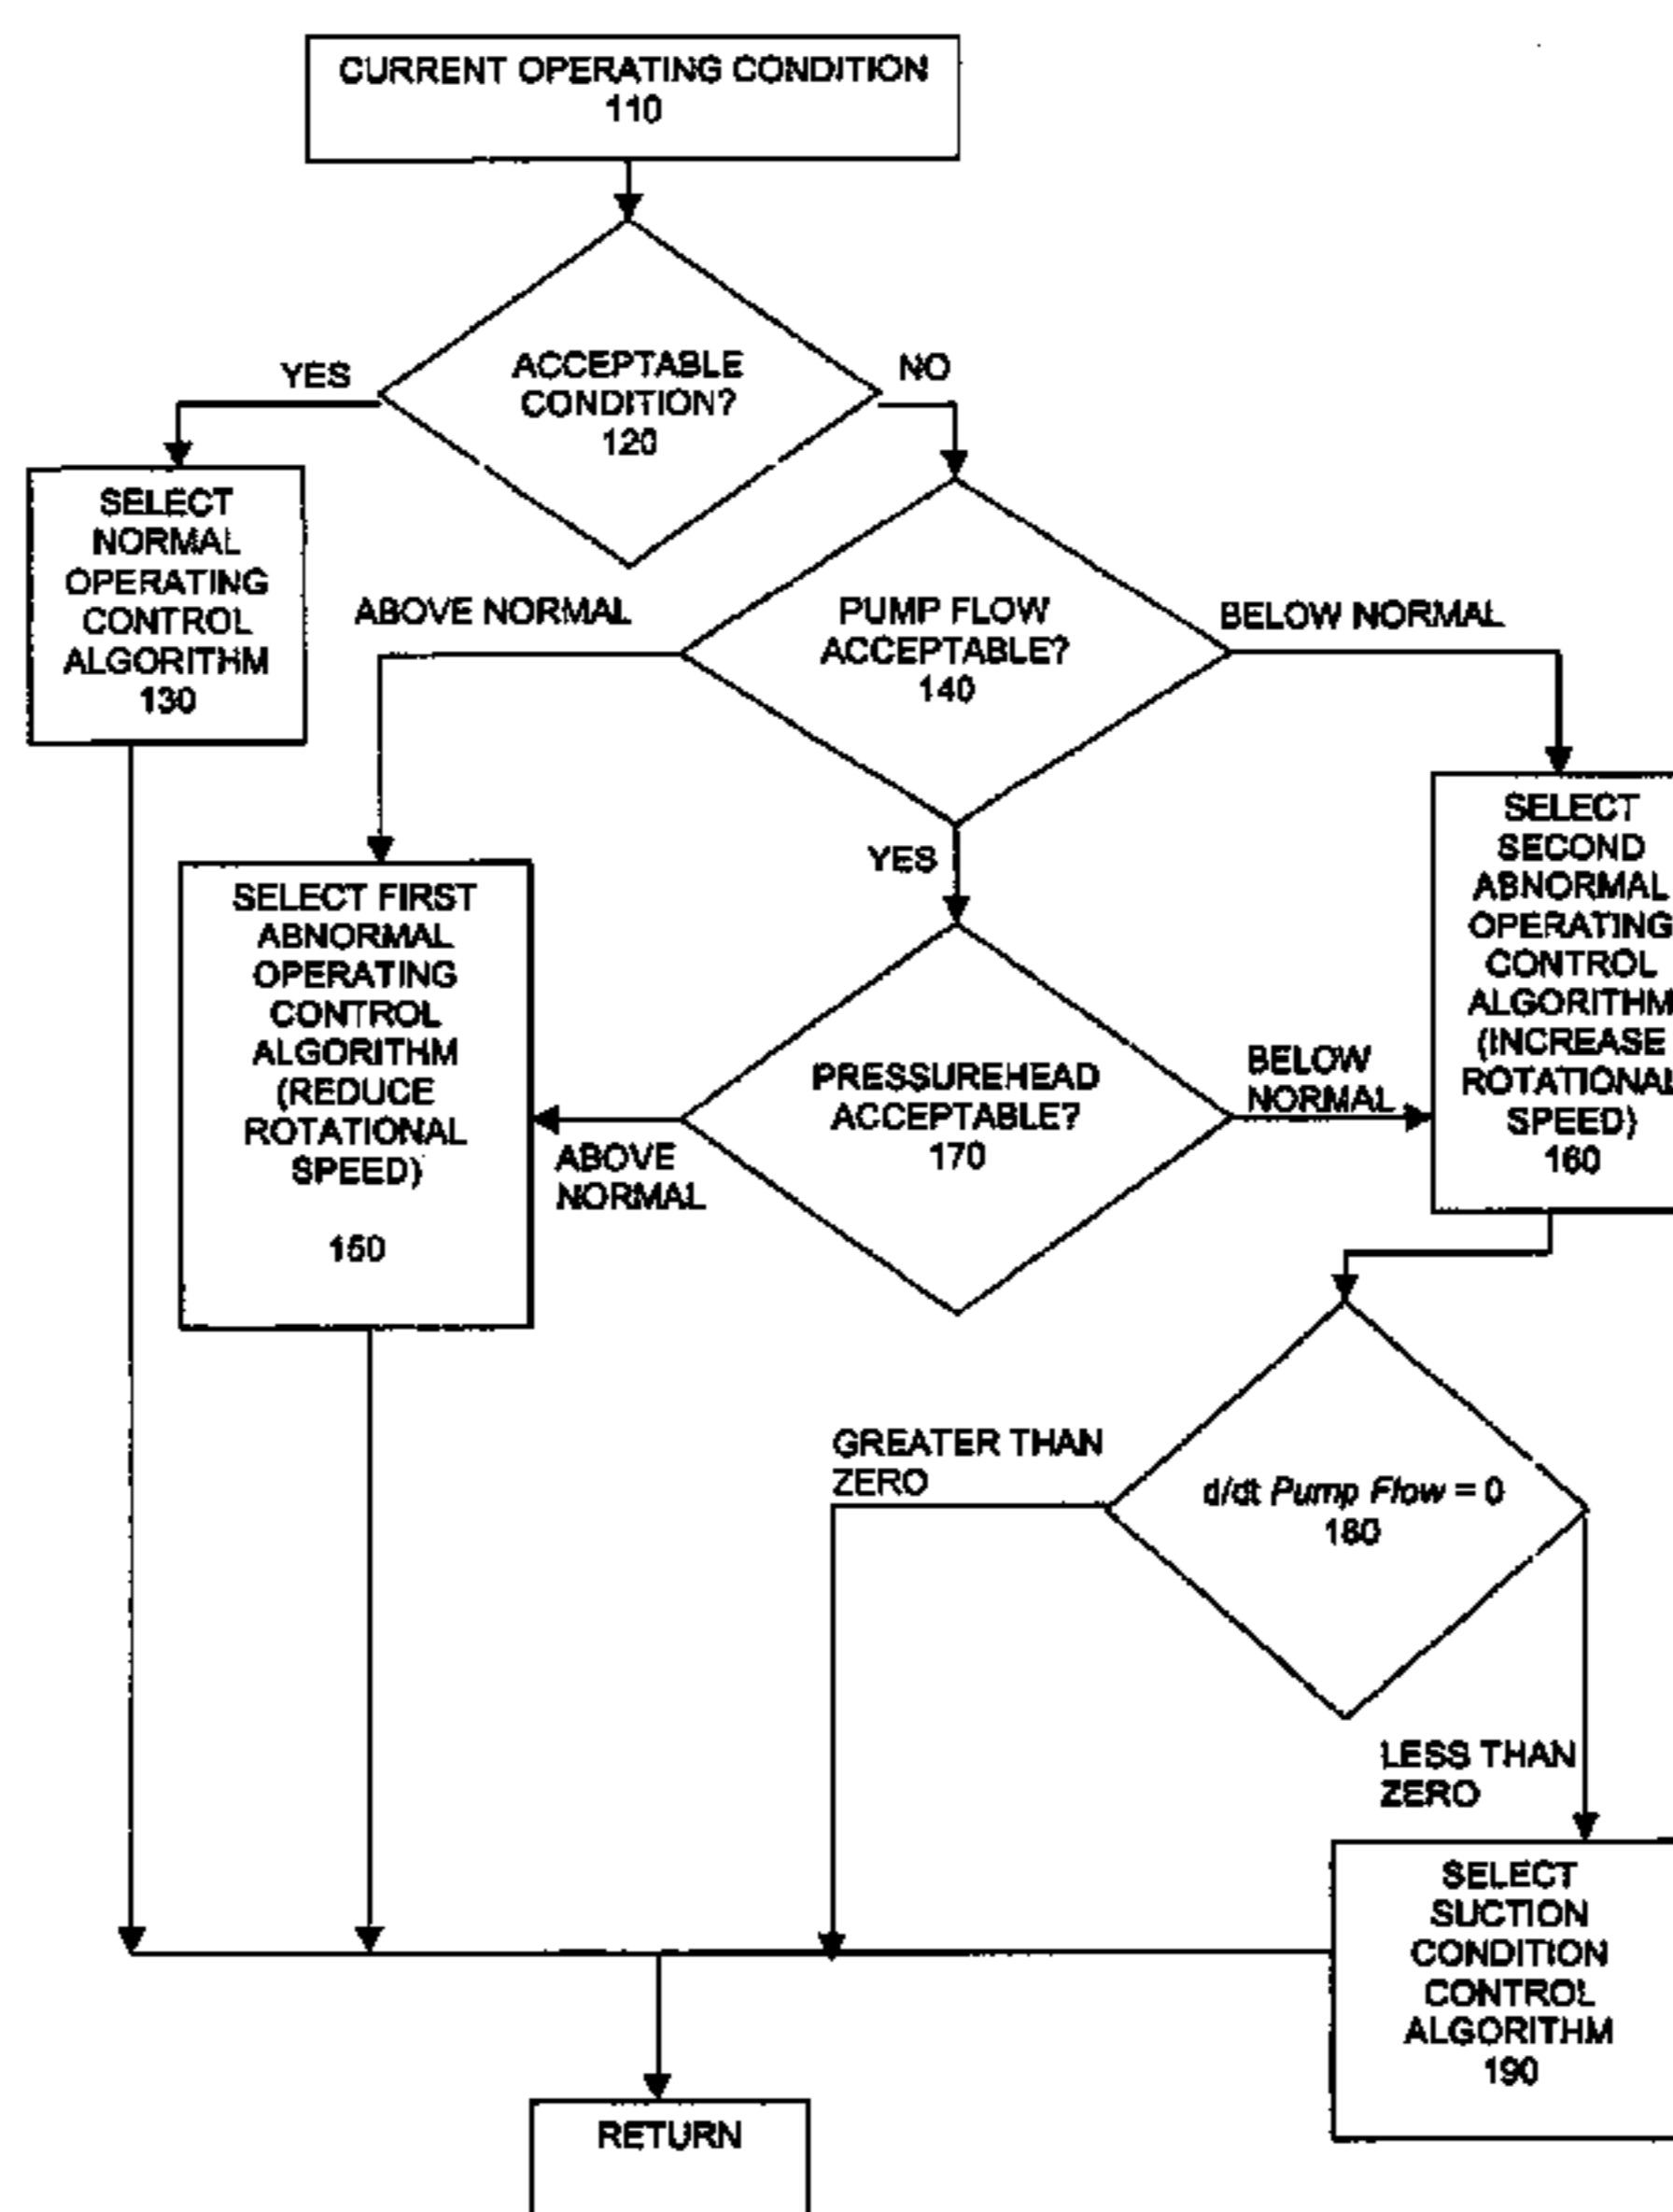 CURRENT OPERATING CONDITION
110
YES
ACCEPTABLE
CONDITION?
120
NO
SELECT
NORMAL
OPERATING
CONTROL
ALGORITHM
130
ABOVE NORMAL
PUMP FLOW
ACCEPTABLE?
140
BELOW NORMAL
YES
SELECT FIRST
ABNORMAL
OPERATING
CONTROL
ALGORITHM
(REDUCE
ROTATIONAL
SPEED)
150
SELECT
SECOND
ABNORMAL
OPERATING
CONTROL
ALGORITHM
(INCREASE
ROTATIONAL
SPEED)
160
PRESSUREHEAD
ACCEPTABLE?
170
BELOW
NORMAL
ABOVE
NORMAL
GREATER THAN
ZERO
d/dt Pump Flow = 0
180
LESS THAN
ZERO
SELECT
SUCTION
CONDITION
CONTROL
ALGORITHM
190
RETURN